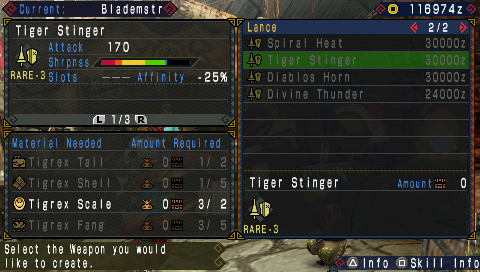 Current: Blademstr
116974z
Tiger Stinger
Attack 170
Shrpnss
RARE-3 Slots --- Affinity -25%
L 1/3 R
Material Needed Amount Required
Tigrex Tail 0 1/ 2
Tigrex Shell 0 1/ 5
Tigrex Scale 0 3/ 2
Tigrex Fang 0 3/ 5
Lance 2/2
Spiral Heat 30000z
Tiger Stinger 30000z
Diablos Horn 30000z
Divine Thunder 24000z
Tiger Stinger Amount 0
RARE-3
Select the Weapon you would
like to create.
Info Skill Info